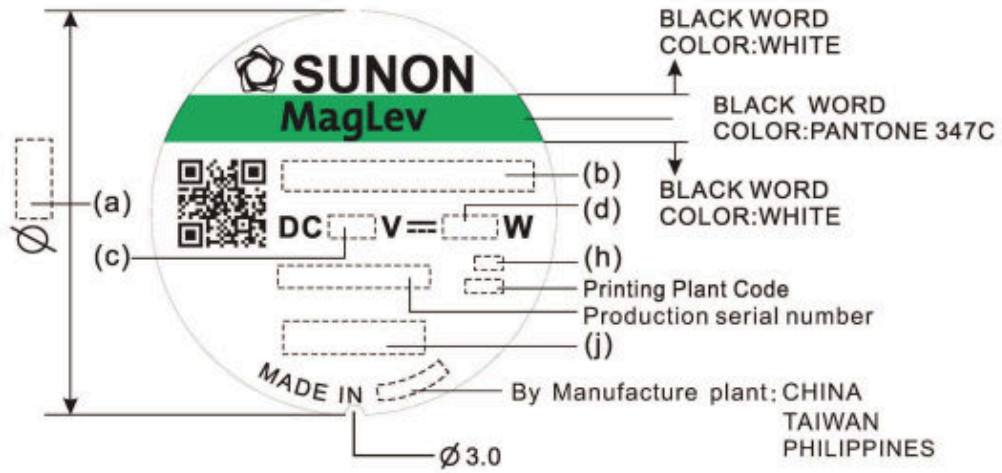 BLACK WORD
COLOR:WHITE
SUNON
MagLev
BLACK WORD
COLOR:PANTONE 347C
(b)
BLACK WORD
COLOR:WHITE
(a)
(d)
DC V⎓ W
Ø
(c)
(h)
Printing Plant Code
Production serial number
(j)
MADE IN
By Manufacture plant: CHINA
TAIWAN
PHILIPPINES
Ø 3.0